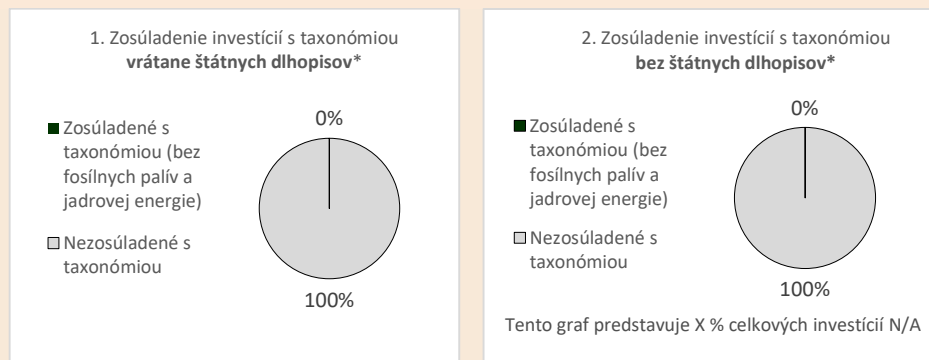 1. Zosúladenie investícií s taxonómiou
vrátane štátnych dlhopisov*
0%
Zosúladené s
taxonómiou (bez
fosílnych palív a
jadrovej energie)
Nezosúladené s
taxonómiou
100%
2. Zosúladenie investícií s taxonómiou
bez štátnych dlhopisov*
0%
Zosúladené s
taxonómiou (bez
fosílnych palív a
jadrovej energie)
Nezosúladené s
taxonómiou
100%
Tento graf predstavuje X % celkových investícií N/A